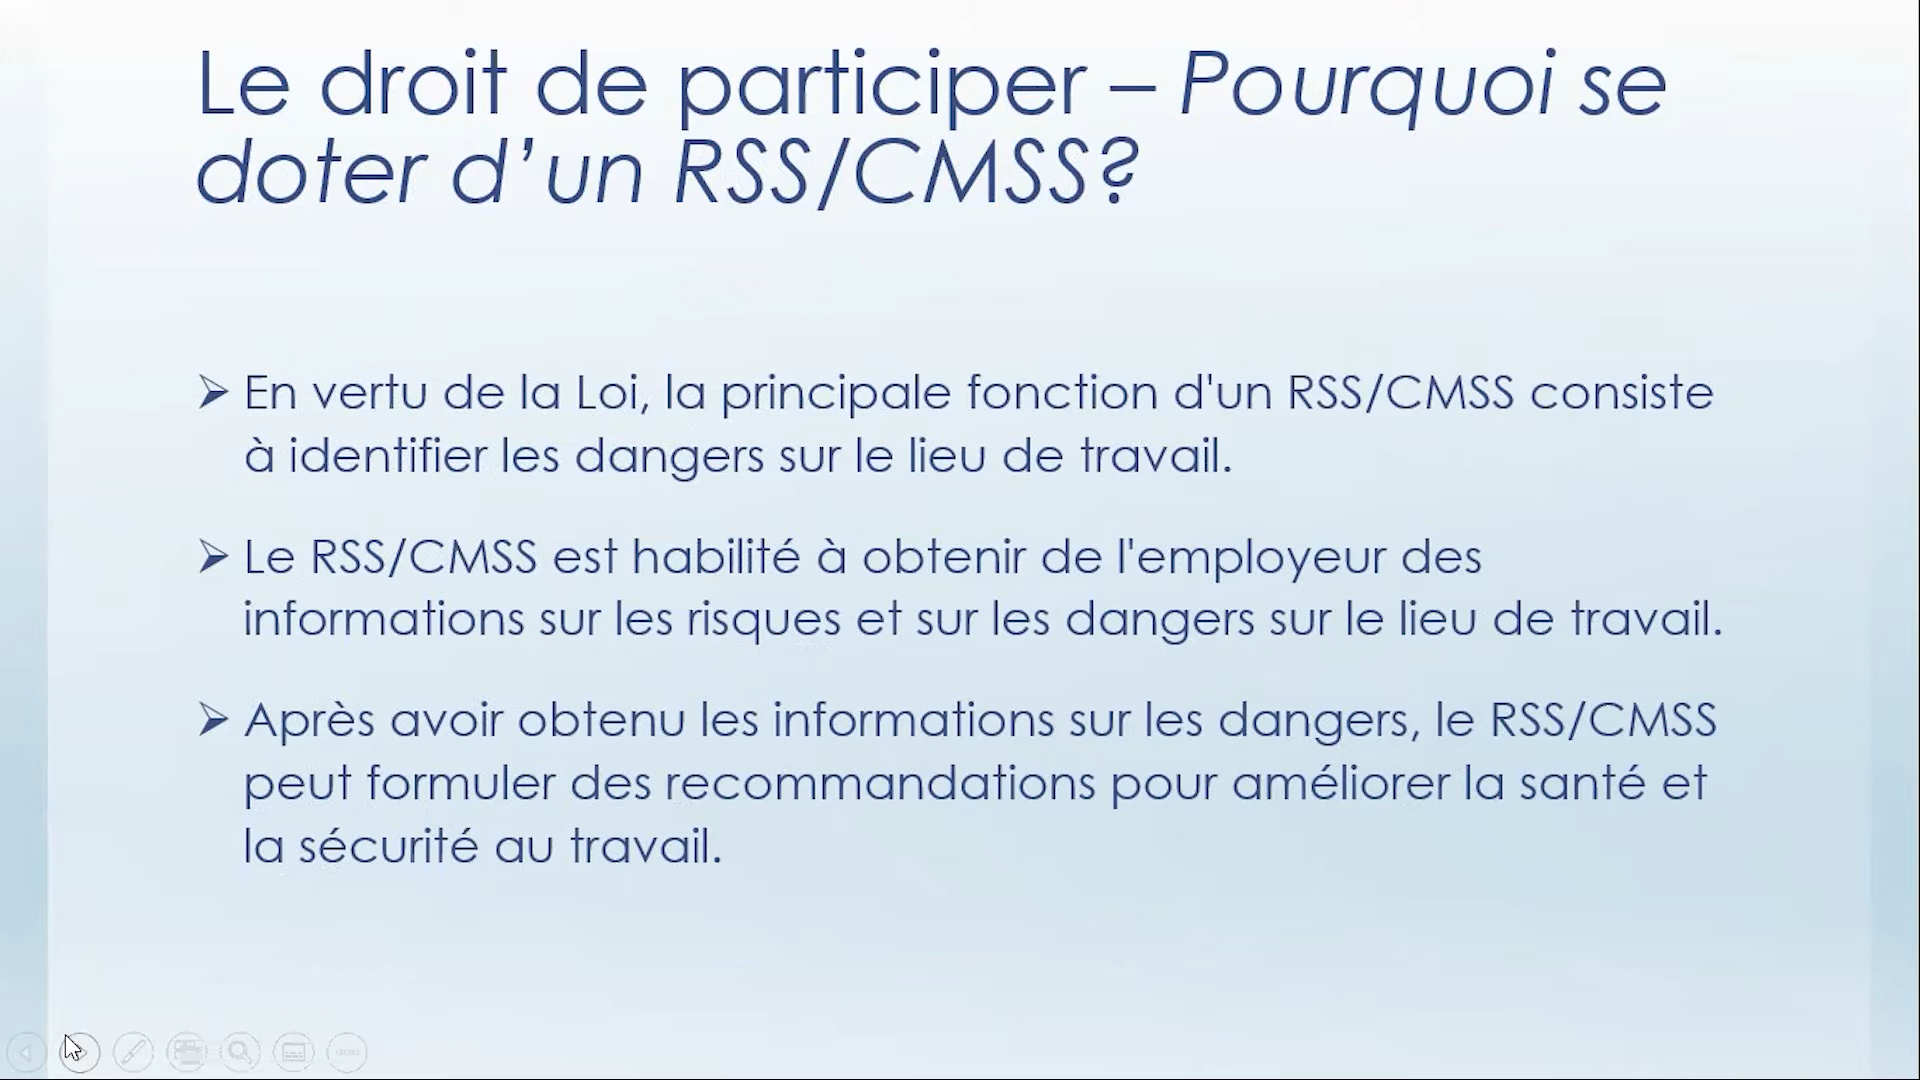 Le droit de participer – Pourquoi se
doter d’un RSS/CMSS?
➢ En vertu de la Loi, la principale fonction d'un RSS/CMSS consiste
à identifier les dangers sur le lieu de travail.
➢ Le RSS/CMSS est habilité à obtenir de l'employeur des
informations sur les risques et sur les dangers sur le lieu de travail.
➢ Après avoir obtenu les informations sur les dangers, le RSS/CMSS
peut formuler des recommandations pour améliorer la santé et
la sécurité au travail.